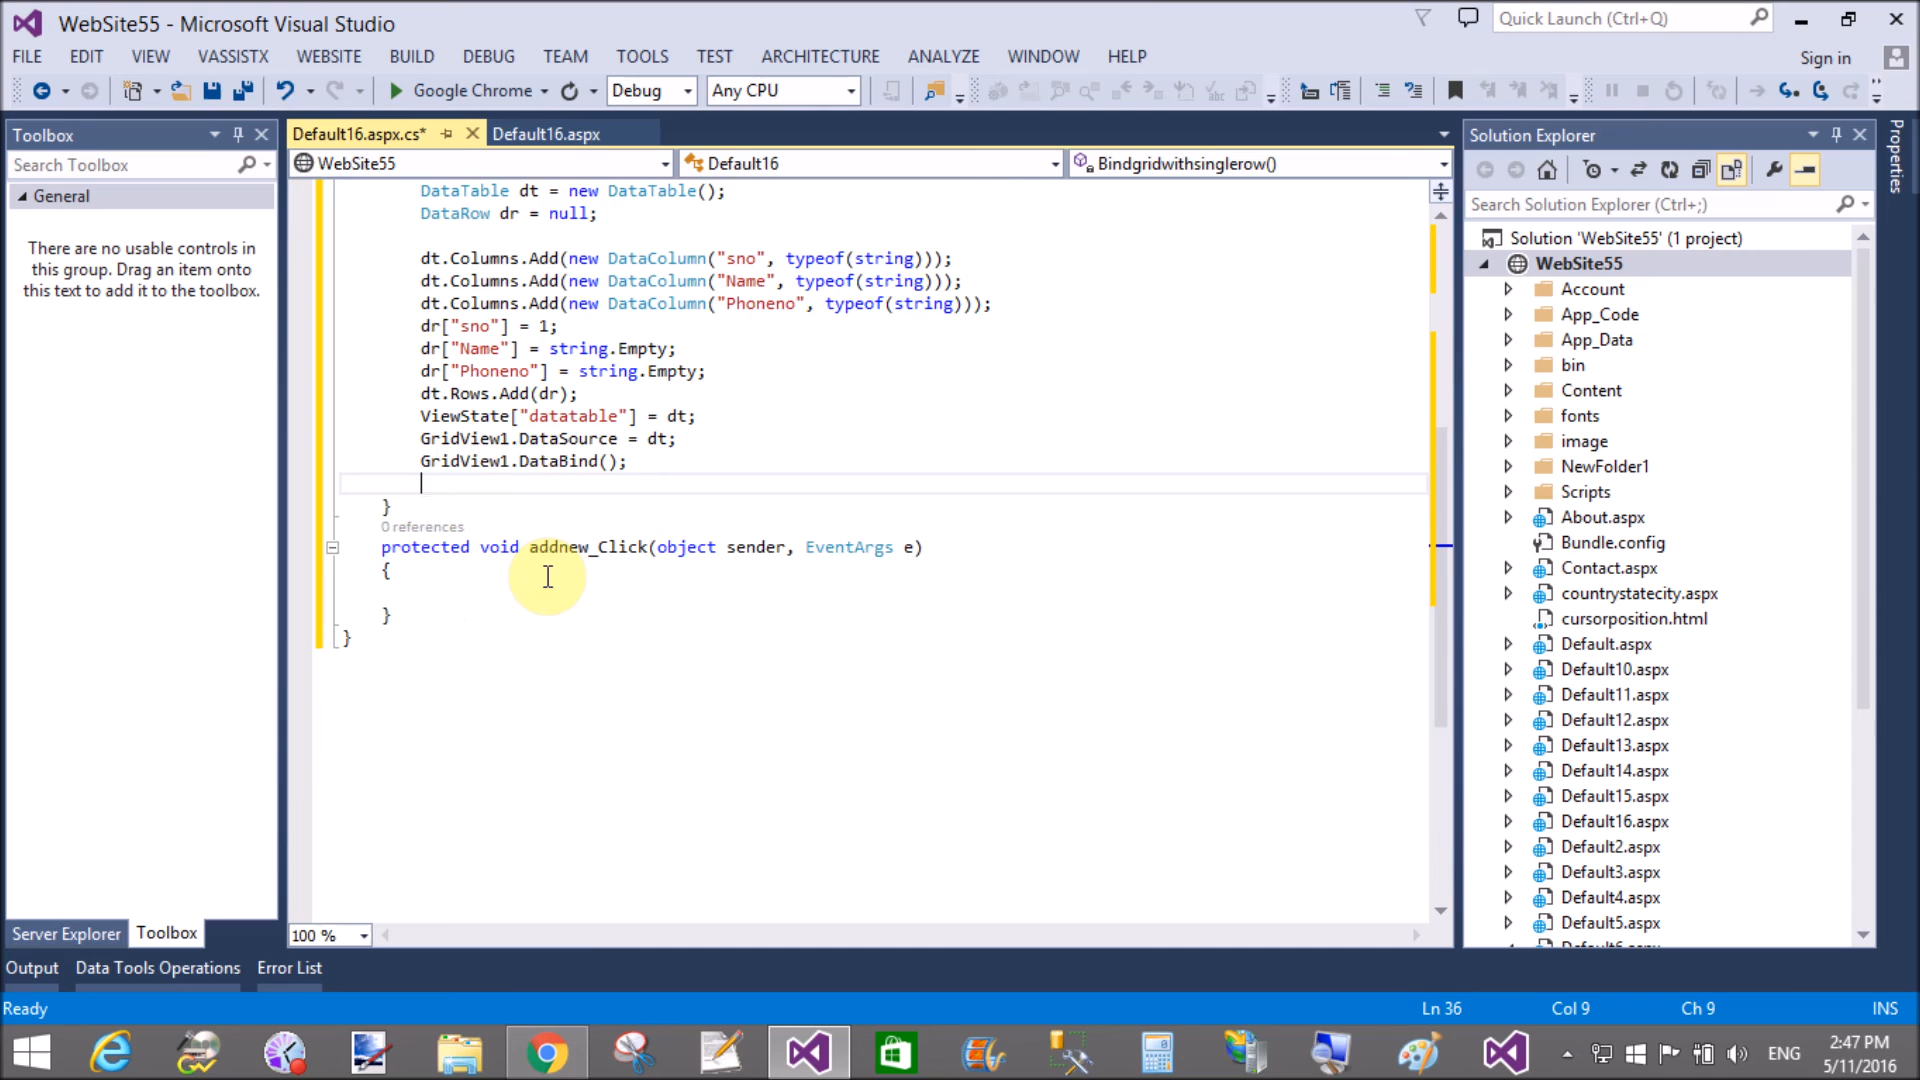 WebSite55 - Microsoft Visual Studio
Quick Launch (Ctrl+Q)
FILE EDIT VIEW VASSISTX WEBSITE BUILD DEBUG TEAM TOOLS TEST ARCHITECTURE ANALYZE WINDOW HELP
Sign in
Google Chrome Debug Any CPU
Toolbox
Search Toolbox
General
There are no usable controls in
this group. Drag an item onto
this text to add it to the toolbox.
Server Explorer Toolbox
Default16.aspx.cs* Default16.aspx
WebSite55 Default16 Bindgridwithsinglerow()
DataTable dt = new DataTable();
DataRow dr = null;
dt.Columns.Add(new DataColumn("sno", typeof(string)));
dt.Columns.Add(new DataColumn("Name", typeof(string)));
dt.Columns.Add(new DataColumn("Phoneno", typeof(string)));
dr["sno"] = 1;
dr["Name"] = string.Empty;
dr["Phoneno"] = string.Empty;
dt.Rows.Add(dr);
ViewState["datatable"] = dt;
GridView1.DataSource = dt;
GridView1.DataBind();
}
0 references
protected void addnew_Click(object sender, EventArgs e)
{
}
}
100 %
Solution Explorer
Search Solution Explorer (Ctrl+;)
Solution 'WebSite55' (1 project)
WebSite55
Account
App_Code
App_Data
bin
Content
fonts
image
NewFolder1
Scripts
About.aspx
Bundle.config
Contact.aspx
countrystatecity.aspx
cursorposition.html
Default.aspx
Default10.aspx
Default11.aspx
Default12.aspx
Default13.aspx
Default14.aspx
Default15.aspx
Default16.aspx
Default2.aspx
Default3.aspx
Default4.aspx
Default5.aspx
Default6.aspx
Properties
Output Data Tools Operations Error List
Ready Ln 36 Col 9 Ch 9 INS
ENG
2:47 PM
5/11/2016